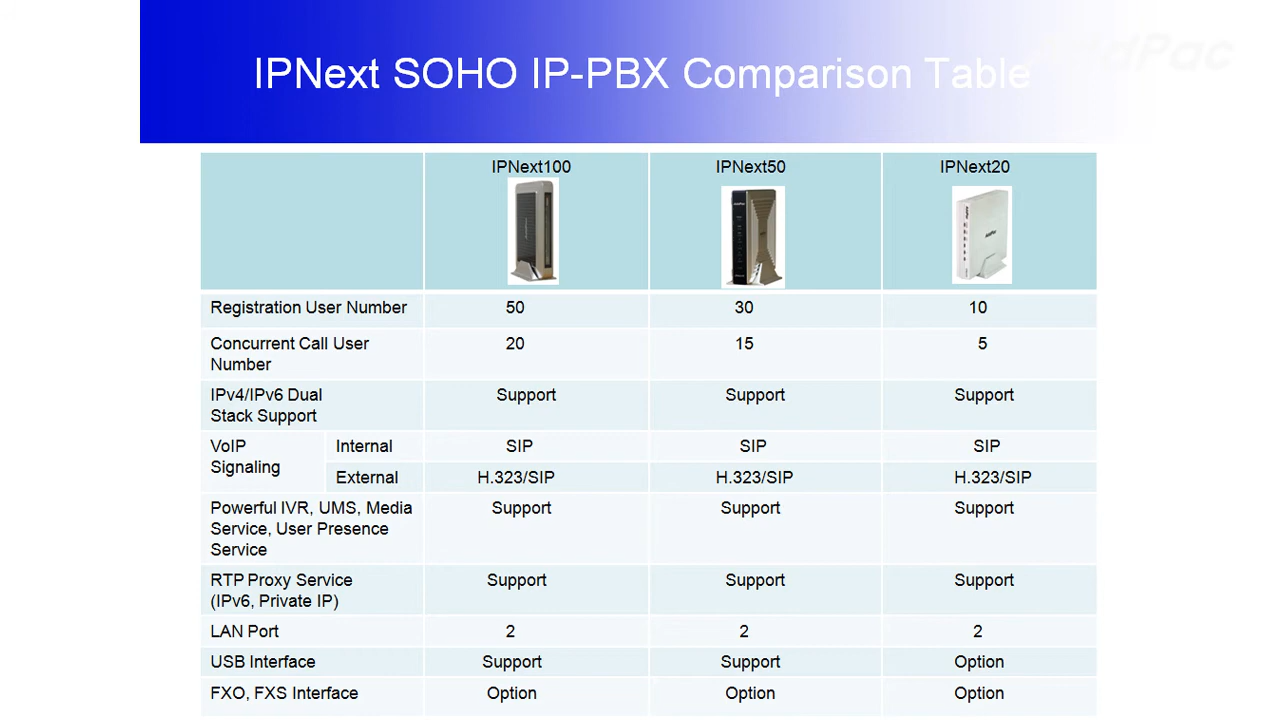 AddPac
IPNext SOHO IP-PBX Comparison Table
IPNext100 IPNext50 IPNext20
AddPac
Registration User Number 50 30 10
Concurrent Call User
Number 20 15 5
IPv4/IPv6 Dual
Stack Support Support Support Support
VoIP
Signaling Internal SIP SIP SIP
External H.323/SIP H.323/SIP H.323/SIP
Powerful IVR, UMS, Media
Service, User Presence
Service Support Support Support
RTP Proxy Service
(IPv6, Private IP) Support Support Support
LAN Port 2 2 2
USB Interface Support Support Option
FXO, FXS Interface Option Option Option